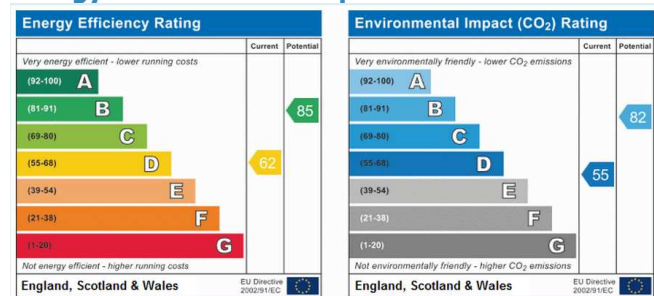 Energy Efficiency Rating
Current Potential
Very energy efficient - lower running costs
(92-100) A
(81-91) B
85
(69-80) C
(55-68) D
62
(39-54) E
(21-38) F
(1-20) G
Not energy efficient - higher running costs
England, Scotland & Wales
EU Directive
2002/91/EC
Environmental Impact (CO₂) Rating
Current Potential
Very environmentally friendly - lower CO₂ emissions
(92-100) A
(81-91) B
82
(69-80) C
(55-68) D
55
(39-54) E
(21-38) F
(1-20) G
Not environmentally friendly - higher CO₂ emissions
England, Scotland & Wales
EU Directive
2002/91/EC